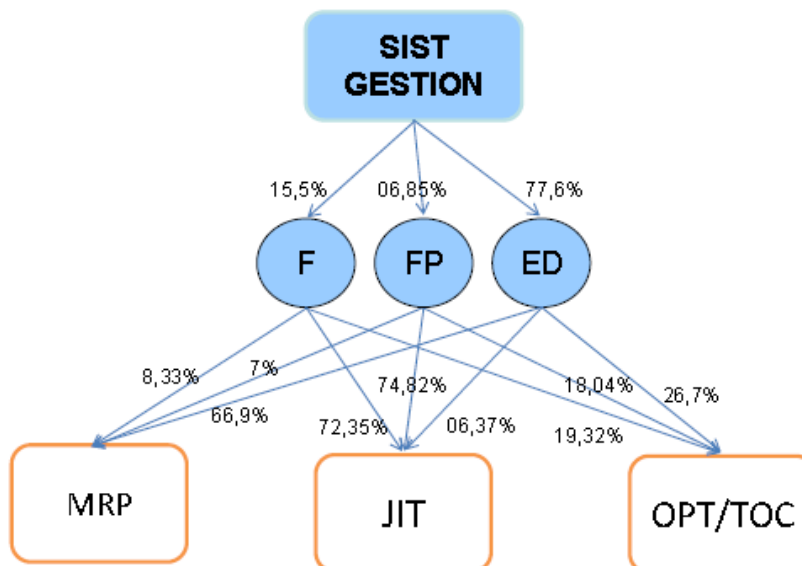 SIST
GESTION
15,5%
06,85%
77,6%
F
FP
ED
8,33%
7%
74,82%
18,04%
26,7%
66,9%
72,35%
06,37%
19,32%
MRP
JIT
OPT/TOC